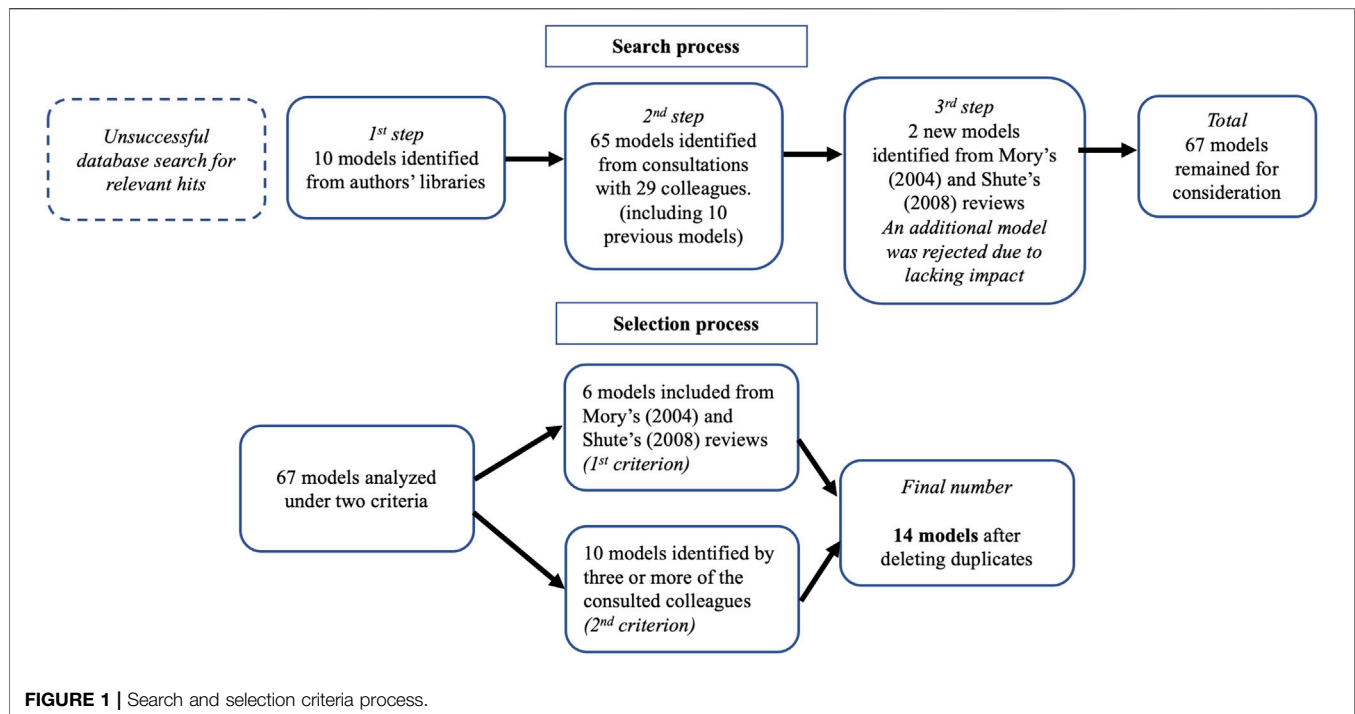 Search process
Unsuccessful
database search for
relevant hits
1st step
10 models identified
from authors’ libraries
2nd step
65 models identified
from consultations
with 29 colleagues.
(including 10
previous models)
3rd step
2 new models
identified from Mory’s
(2004) and Shute’s
(2008) reviews
An additional model
was rejected due to
lacking impact
Total
67 models
remained for
consideration
Selection process
67 models analyzed
under two criteria
6 models included from
Mory’s (2004) and
Shute’s (2008) reviews
(1st criterion)
10 models identified by
three or more of the
consulted colleagues
(2nd criterion)
Final number
14 models after
deleting duplicates
FIGURE 1 | Search and selection criteria process.